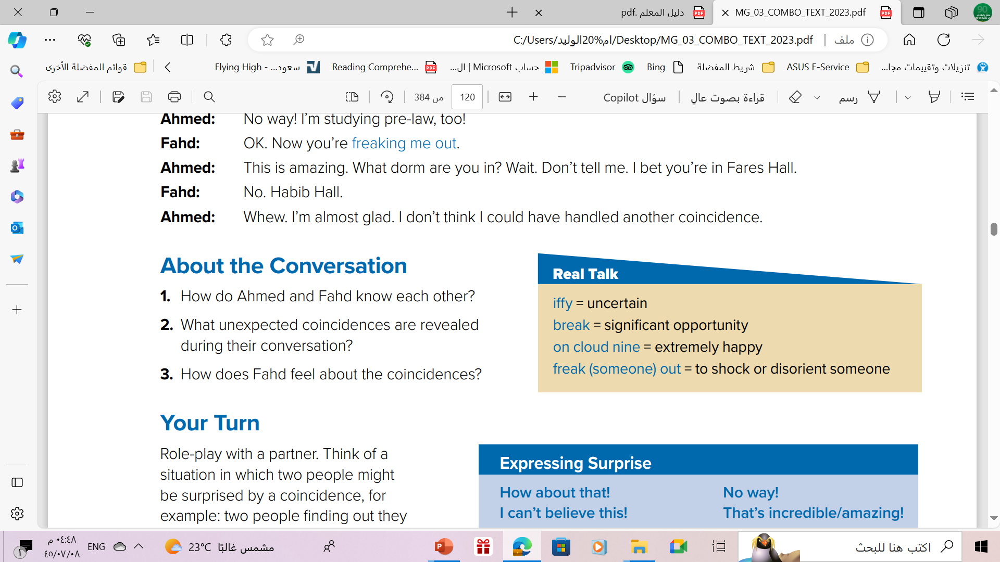 MG_03_COMBO_TEXT_2023.pdf
دليل المعلم .pdf
ملف
C:/Users/ام%20الوليد/Desktop/MG_03_COMBO_TEXT_2023.pdf
تنزيلات وتقييمات مجا...
ASUS E-Service
شريط المفضلة
Bing
Tripadvisor
حساب Microsoft | ال...
Reading Comprehe...
Flying High - سعود...
قوائم المفضلة الأخرى
رسم
قراءة بصوت عالٍ
سؤال Copilot
120
من 384
Ahmed: No way! I'm studying pre-law, too!
Fahd: OK. Now you're freaking me out.
Ahmed: This is amazing. What dorm are you in? Wait. Don't tell me. I bet you're in Fares Hall.
Fahd: No. Habib Hall.
Ahmed: Whew. I'm almost glad. I don't think I could have handled another coincidence.
About the Conversation
1. How do Ahmed and Fahd know each other?
2. What unexpected coincidences are revealed
during their conversation?
3. How does Fahd feel about the coincidences?
Real Talk
iffy = uncertain
break = significant opportunity
on cloud nine = extremely happy
freak (someone) out = to shock or disorient someone
Your Turn
Role-play with a partner. Think of a
situation in which two people might
be surprised by a coincidence, for
example: two people finding out they
Expressing Surprise
How about that!
No way!
I can't believe this!
That's incredible/amazing!
اكتب هنا للبحث
مشمس غالبًا 23°C
ENG
٠٤:٤٨ م
٤٥/٠٧/٠٨
١